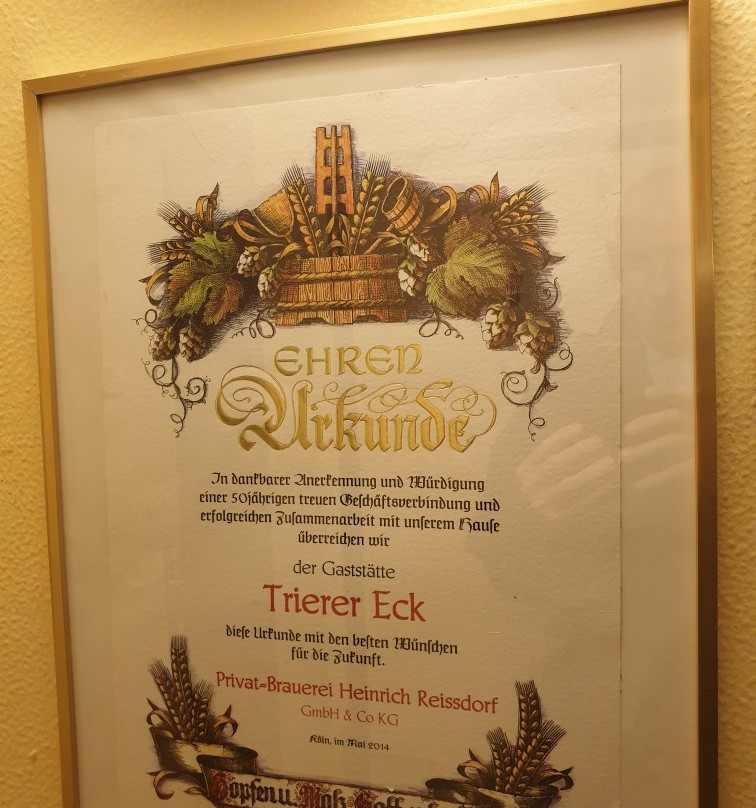 EHREN
Urkunde
In dankbarer Anerkennung und Würdigung
einer 50jährigen treuen Geschäftsverbindung und
erfolgreichen Zusammenarbeit mit unserem Hause
überreichen wir
der Gaststätte
Trierer Eck
diese Urkunde mit den besten Wünschen
für die Zukunft.
Privat=Brauerei Heinrich Reissdorf
GmbH & Co KG
Köln, im Mai 2014
Hopfen u. Malz